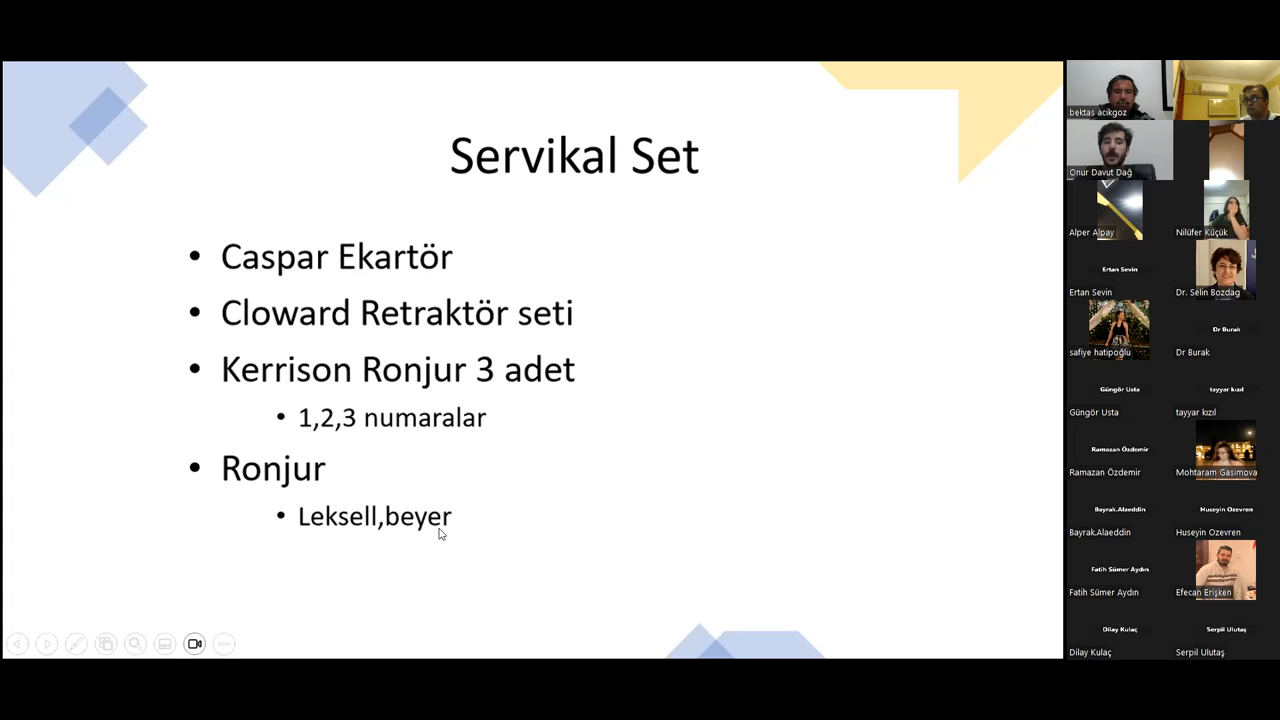 Servikal Set
• Caspar Ekartör
• Cloward Retraktör seti
• Kerrison Ronjur 3 adet
• 1,2,3 numaralar
• Ronjur
• Leksell,beyer
bektas acikgoz
Onur Davut Dağ
Alper Alpay
Nilüfer Küçük
Ertan Sevin
Ertan Sevin
Dr. Selin Bozdag
safiye hatipoğlu
Dr Burak
Dr Burak
Güngör Usta
Güngör Usta
tayyar kızıl
tayyar kızıl
Ramazan Özdemir
Ramazan Özdemir
Mohtaram Gasimova
Bayrak.Alaeddin
Bayrak.Alaeddin
Huseyin Ozevren
Huseyin Ozevren
Fatih Sümer Aydın
Fatih Sümer Aydın
Efecan Erişken
Dilay Kulaç
Dilay Kulaç
Serpil Ulutaş
Serpil Ulutaş